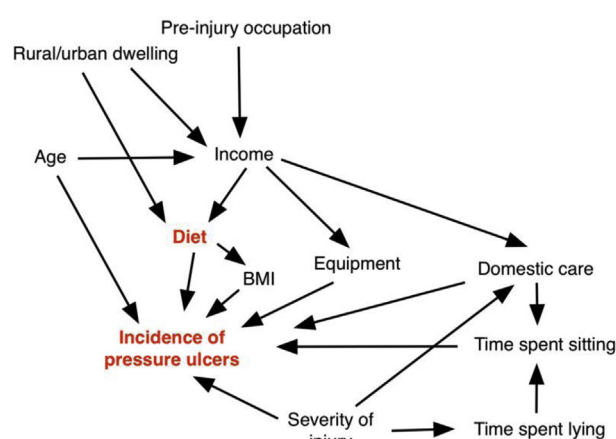 Pre-injury occupation
Rural/urban dwelling
Age
Income
Diet
BMI
Equipment
Domestic care
Incidence of
pressure ulcers
Time spent sitting
Severity of
injury
Time spent lying